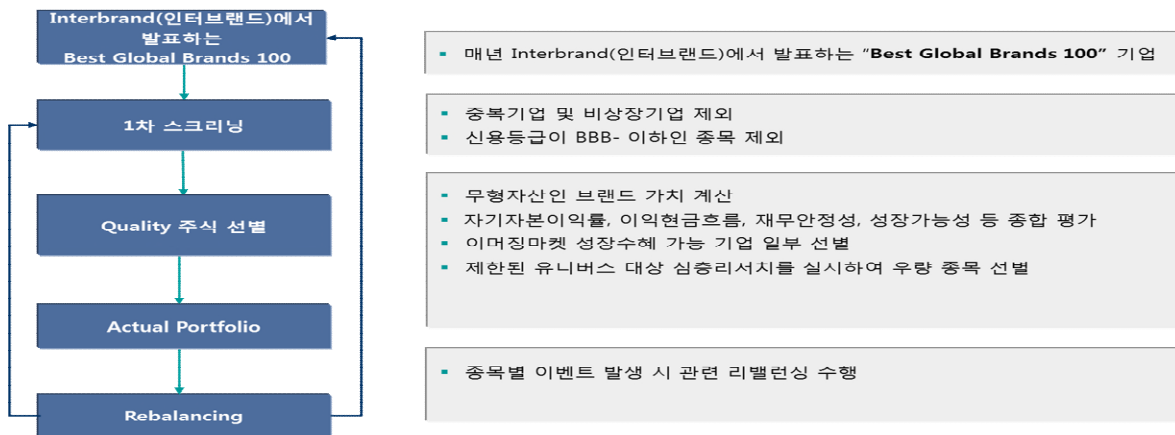 Interbrand(인터브랜드)에서
발표하는
Best Global Brands 100
▪ 매년 Interbrand(인터브랜드)에서 발표하는 “Best Global Brands 100” 기업
1차 스크리닝
▪ 중복기업 및 비상장기업 제외
▪ 신용등급이 BBB- 이하인 종목 제외
Quality 주식 선별
▪ 무형자산인 브랜드 가치 계산
▪ 자기자본이익률, 이익현금흐름, 재무안정성, 성장가능성 등 종합 평가
▪ 이머징마켓 성장수혜 가능 기업 일부 선별
▪ 제한된 유니버스 대상 심층리서치를 실시하여 우량 종목 선별
Actual Portfolio
▪ 종목별 이벤트 발생 시 관련 리밸런싱 수행
Rebalancing